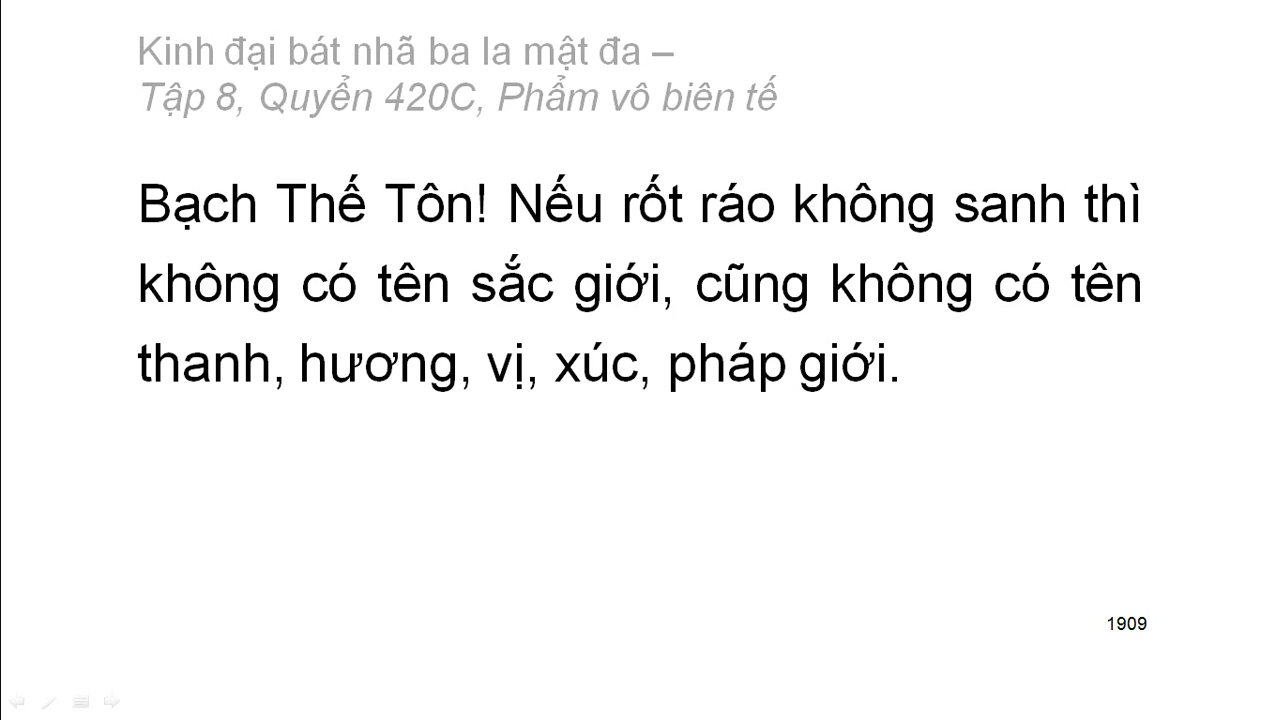 Kinh đại bát nhã ba la mật đa –
Tập 8, Quyển 420C, Phẩm vô biên tế
Bạch Thế Tôn! Nếu rốt ráo không sanh thì
không có tên sắc giới, cũng không có tên
thanh, hương, vị, xúc, pháp giới.
1909